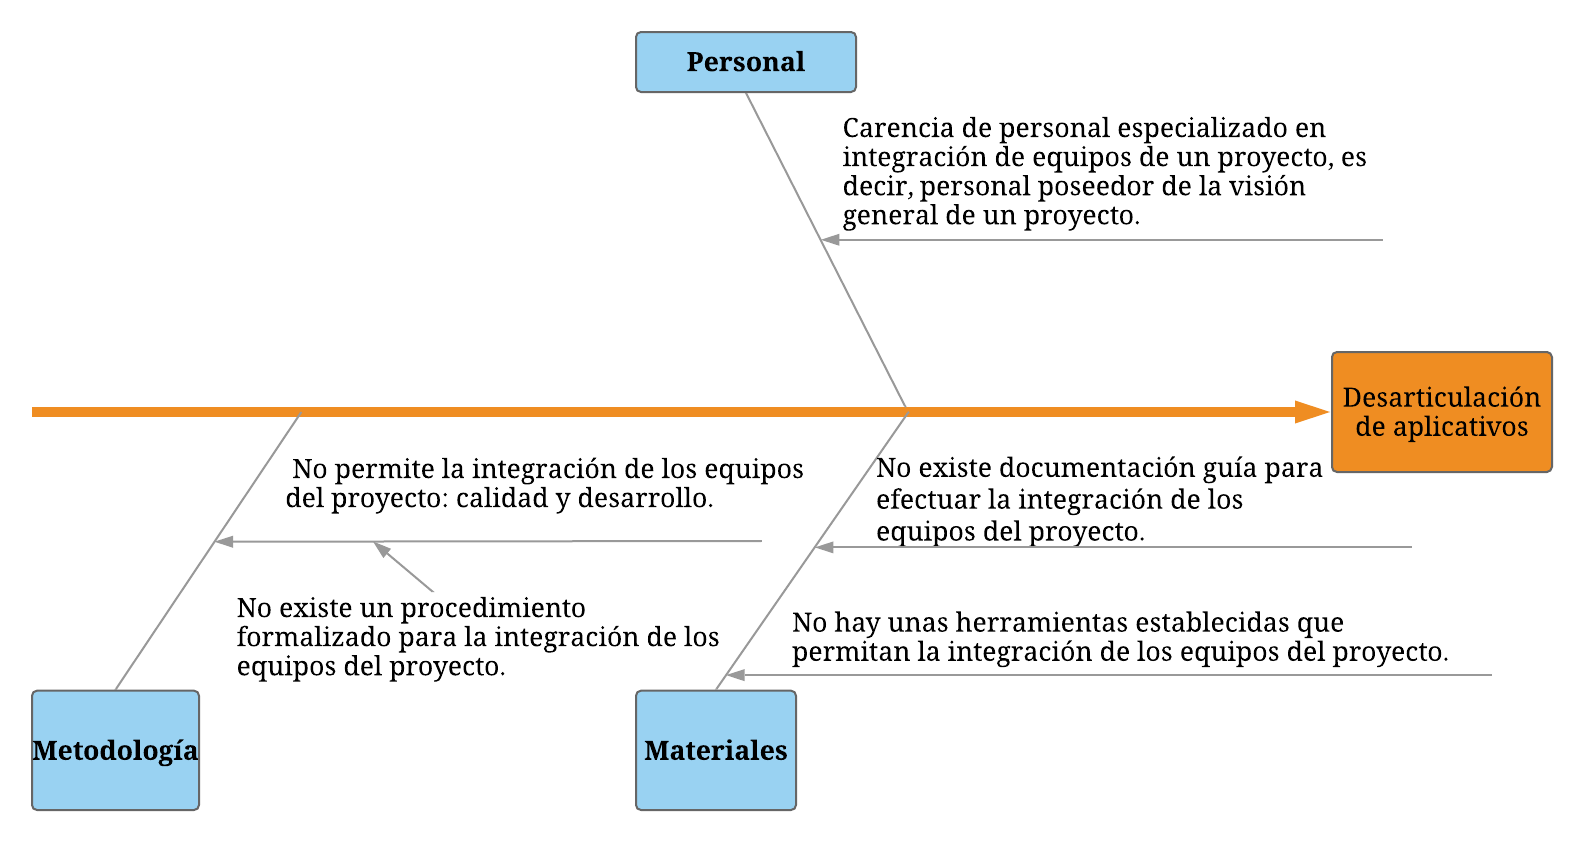 Personal
Carencia de personal especializado en
integración de equipos de un proyecto, es
decir, personal poseedor de la visión
general de un proyecto.
Desarticulación
de aplicativos
No permite la integración de los equipos
del proyecto: calidad y desarrollo.
No existe documentación guía para
efectuar la integración de los
equipos del proyecto.
No existe un procedimiento
formalizado para la integración de los
equipos del proyecto.
No hay unas herramientas establecidas que
permitan la integración de los equipos del proyecto.
Metodología
Materiales